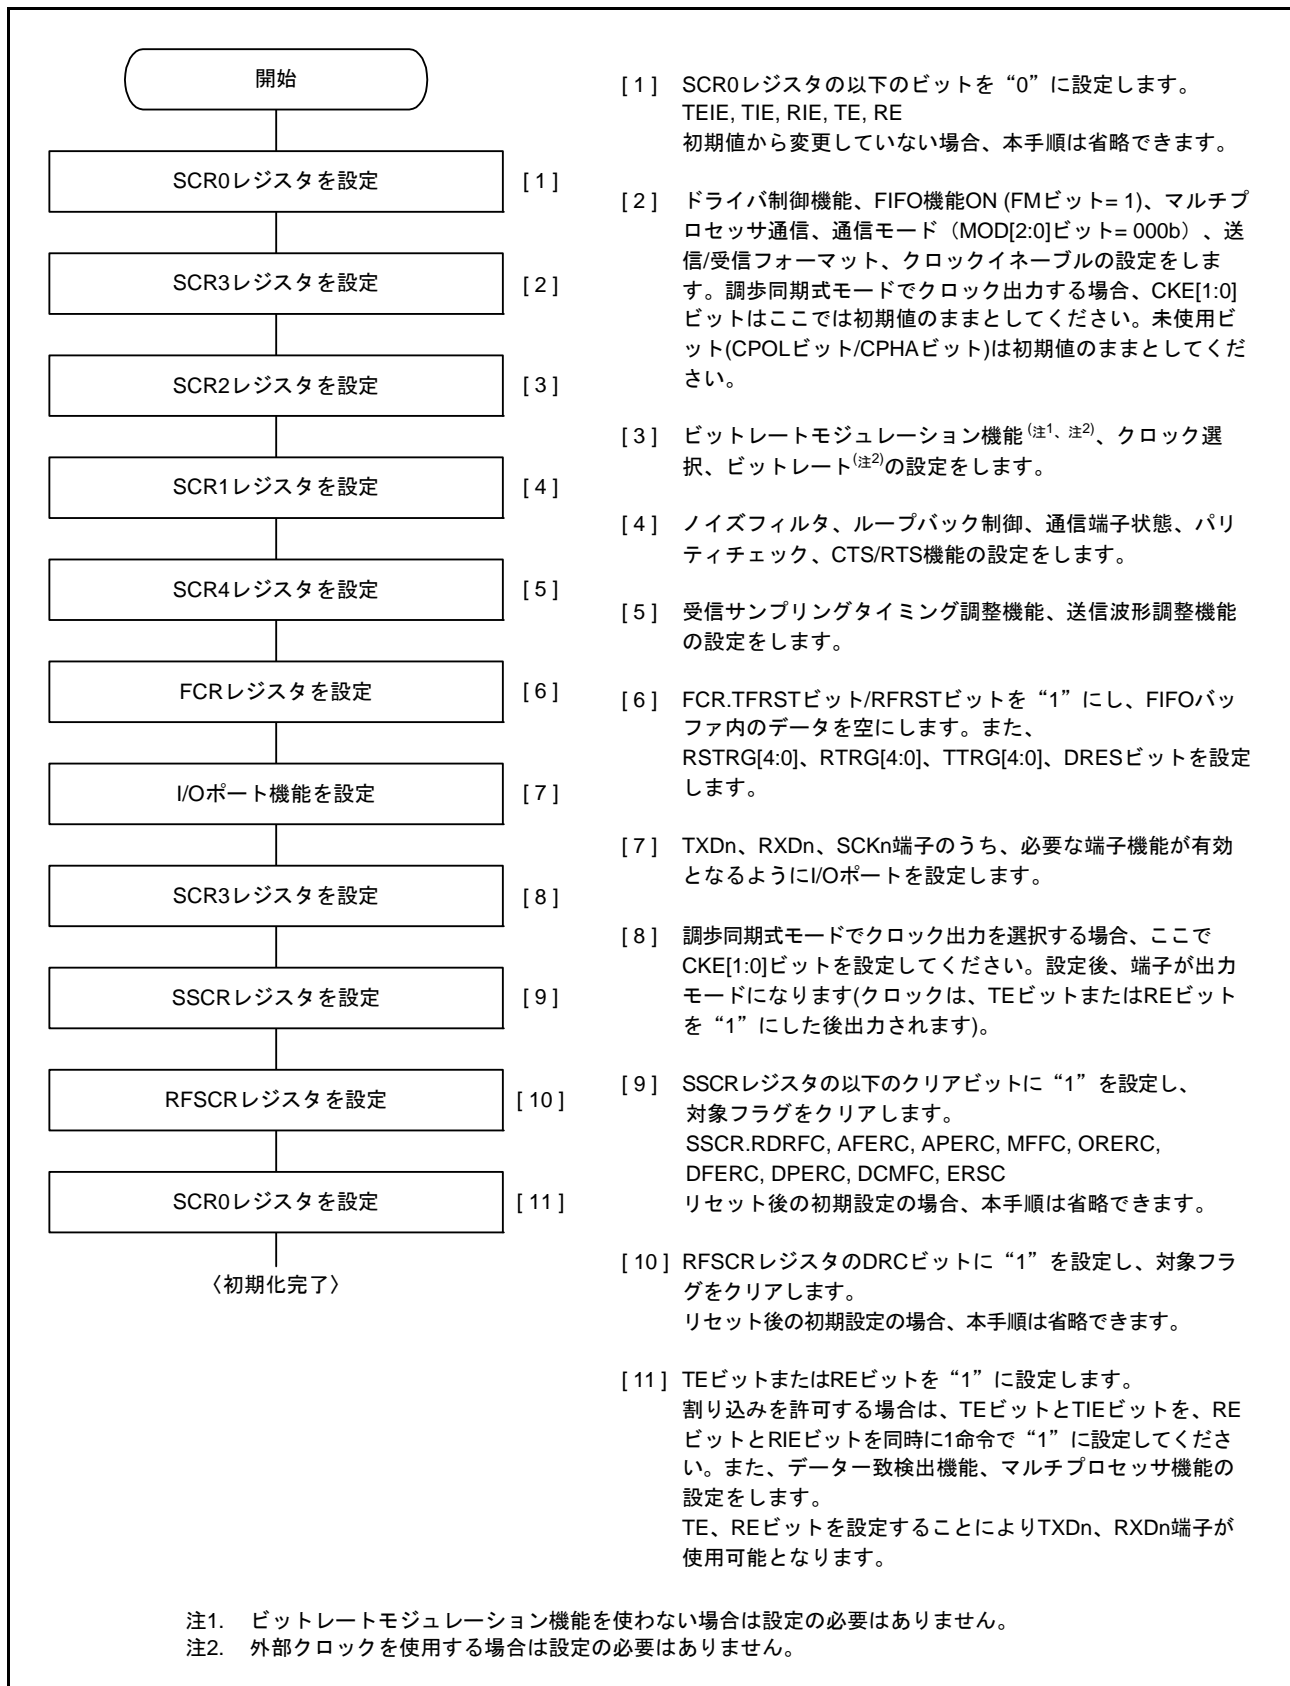 開始
SCR0レジスタを設定 [ 1 ]
SCR3レジスタを設定 [ 2 ]
SCR2レジスタを設定 [ 3 ]
SCR1レジスタを設定 [ 4 ]
SCR4レジスタを設定 [ 5 ]
FCRレジスタを設定 [ 6 ]
I/Oポート機能を設定 [ 7 ]
SCR3レジスタを設定 [ 8 ]
SSCRレジスタを設定 [ 9 ]
RFSCRレジスタを設定 [ 10 ]
SCR0レジスタを設定 [ 11 ]
〈初期化完了〉
[ 1 ] SCR0レジスタの以下のビットを“0”に設定します。
TEIE, TIE, RIE, TE, RE
初期値から変更していない場合、本手順は省略できます。
[ 2 ] ドライバ制御機能、FIFO機能ON (FMビット= 1)、マルチプ
ロセッサ通信、通信モード（MOD[2:0]ビット= 000b）、送
信/受信フォーマット、クロックイネーブルの設定をしま
す。調歩同期式モードでクロック出力する場合、CKE[1:0]
ビットはここでは初期値のままとしてください。未使用ビ
ット(CPOLビット/CPHAビット)は初期値のままとしてくだ
さい。
[ 3 ] ビットレートモジュレーション機能(注1、注2)、クロック選
択、ビットレート(注2)の設定をします。
[ 4 ] ノイズフィルタ、ループバック制御、通信端子状態、パリ
ティチェック、CTS/RTS機能の設定をします。
[ 5 ] 受信サンプリングタイミング調整機能、送信波形調整機能
の設定をします。
[ 6 ] FCR.TFRSTビット/RFRSTビットを“1”にし、FIFOバッ
ファ内のデータを空にします。また、
RSTRG[4:0]、RTRG[4:0]、TTRG[4:0]、DRESビットを設定
します。
[ 7 ] TXDn、RXDn、SCKn端子のうち、必要な端子機能が有効
となるようにI/Oポートを設定します。
[ 8 ] 調歩同期式モードでクロック出力を選択する場合、ここで
CKE[1:0]ビットを設定してください。設定後、端子が出力
モードになります(クロックは、TEビットまたはREビット
を“1”にした後出力されます)。
[ 9 ] SSCRレジスタの以下のクリアビットに“1”を設定し、
対象フラグをクリアします。
SSCR.RDRFC, AFERC, APERC, MFFC, ORERC,
DFERC, DPERC, DCMFC, ERSC
リセット後の初期設定の場合、本手順は省略できます。
[ 10 ] RFSCRレジスタのDRCビットに“1”を設定し、対象フラ
グをクリアします。
リセット後の初期設定の場合、本手順は省略できます。
[ 11 ] TEビットまたはREビットを“1”に設定します。
割り込みを許可する場合は、TEビットとTIEビットを、RE
ビットとRIEビットを同時に1命令で“1”に設定してくださ
い。また、データ一致検出機能、マルチプロセッサ機能の
設定をします。
TE、REビットを設定することによりTXDn、RXDn端子が
使用可能となります。
注1. ビットレートモジュレーション機能を使わない場合は設定の必要はありません。
注2. 外部クロックを使用する場合は設定の必要はありません。